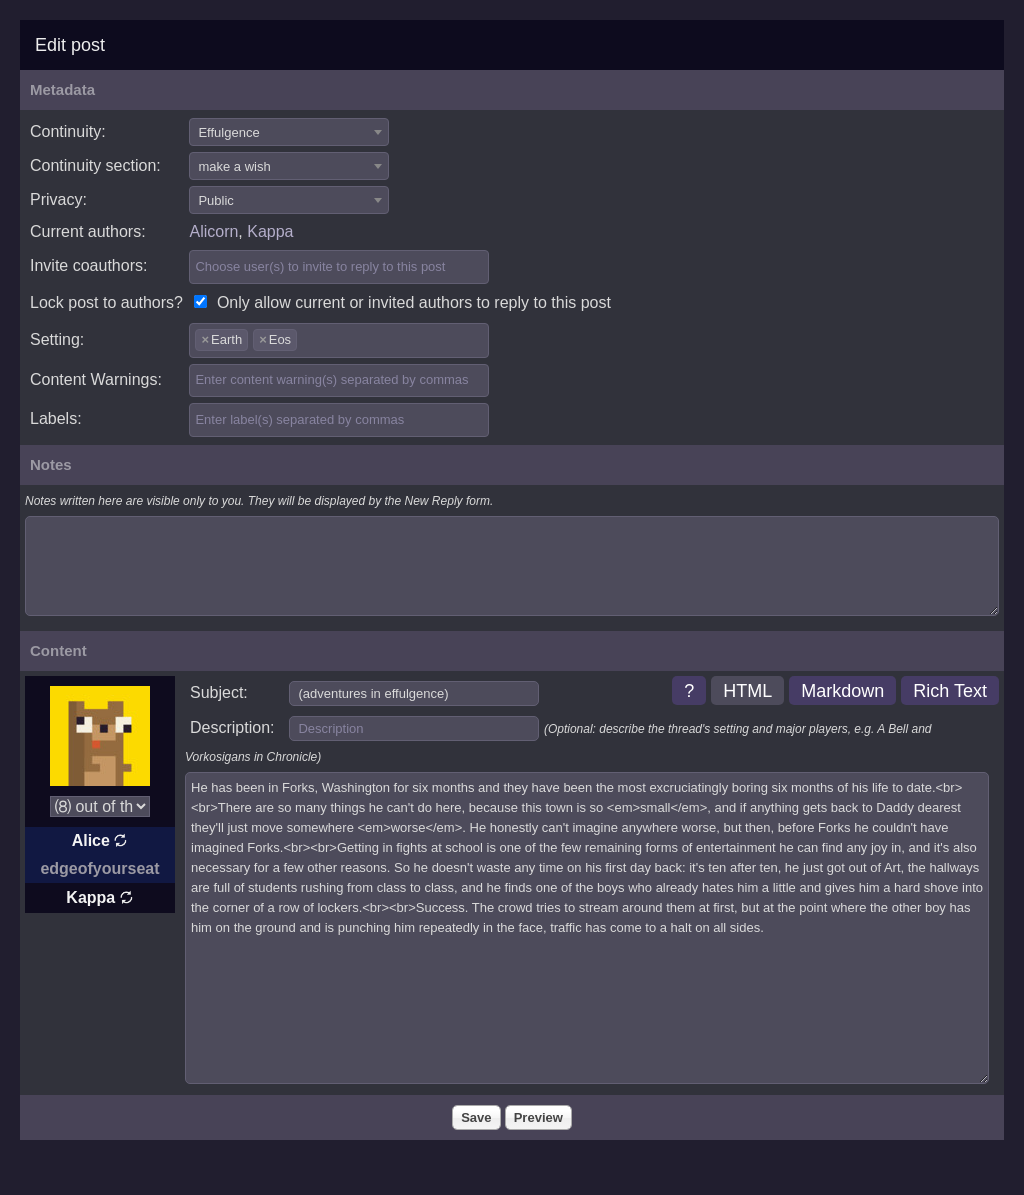 Edit post
Metadata
Continuity: Effulgence
Continuity section: make a wish
Privacy: Public
Current authors: Alicorn, Kappa
Invite coauthors: Choose user(s) to invite to reply to this post
Lock post to authors? Only allow current or invited authors to reply to this post
Setting: ×Earth ×Eos
Content Warnings: Enter content warning(s) separated by commas
Labels: Enter label(s) separated by commas
Notes
Notes written here are visible only to you. They will be displayed by the New Reply form.
Content
Subject: (adventures in effulgence) ? HTML Markdown Rich Text
Description: Description (Optional: describe the thread's setting and major players, e.g. A Bell and
Vorkosigans in Chronicle)
⑻ out of th
Alice
edgeofyourseat
Kappa
He has been in Forks, Washington for six months and they have been the most excruciatingly boring six months of his life to date.<br>
<br>There are so many things he can't do here, because this town is so <em>small</em>, and if anything gets back to Daddy dearest
they'll just move somewhere <em>worse</em>. He honestly can't imagine anywhere worse, but then, before Forks he couldn't have
imagined Forks.<br><br>Getting in fights at school is one of the few remaining forms of entertainment he can find any joy in, and it's also
necessary for a few other reasons. So he doesn't waste any time on his first day back: it's ten after ten, he just got out of Art, the hallways
are full of students rushing from class to class, and he finds one of the boys who already hates him a little and gives him a hard shove into
the corner of a row of lockers.<br><br>Success. The crowd tries to stream around them at first, but at the point where the other boy has
him on the ground and is punching him repeatedly in the face, traffic has come to a halt on all sides.
Save Preview